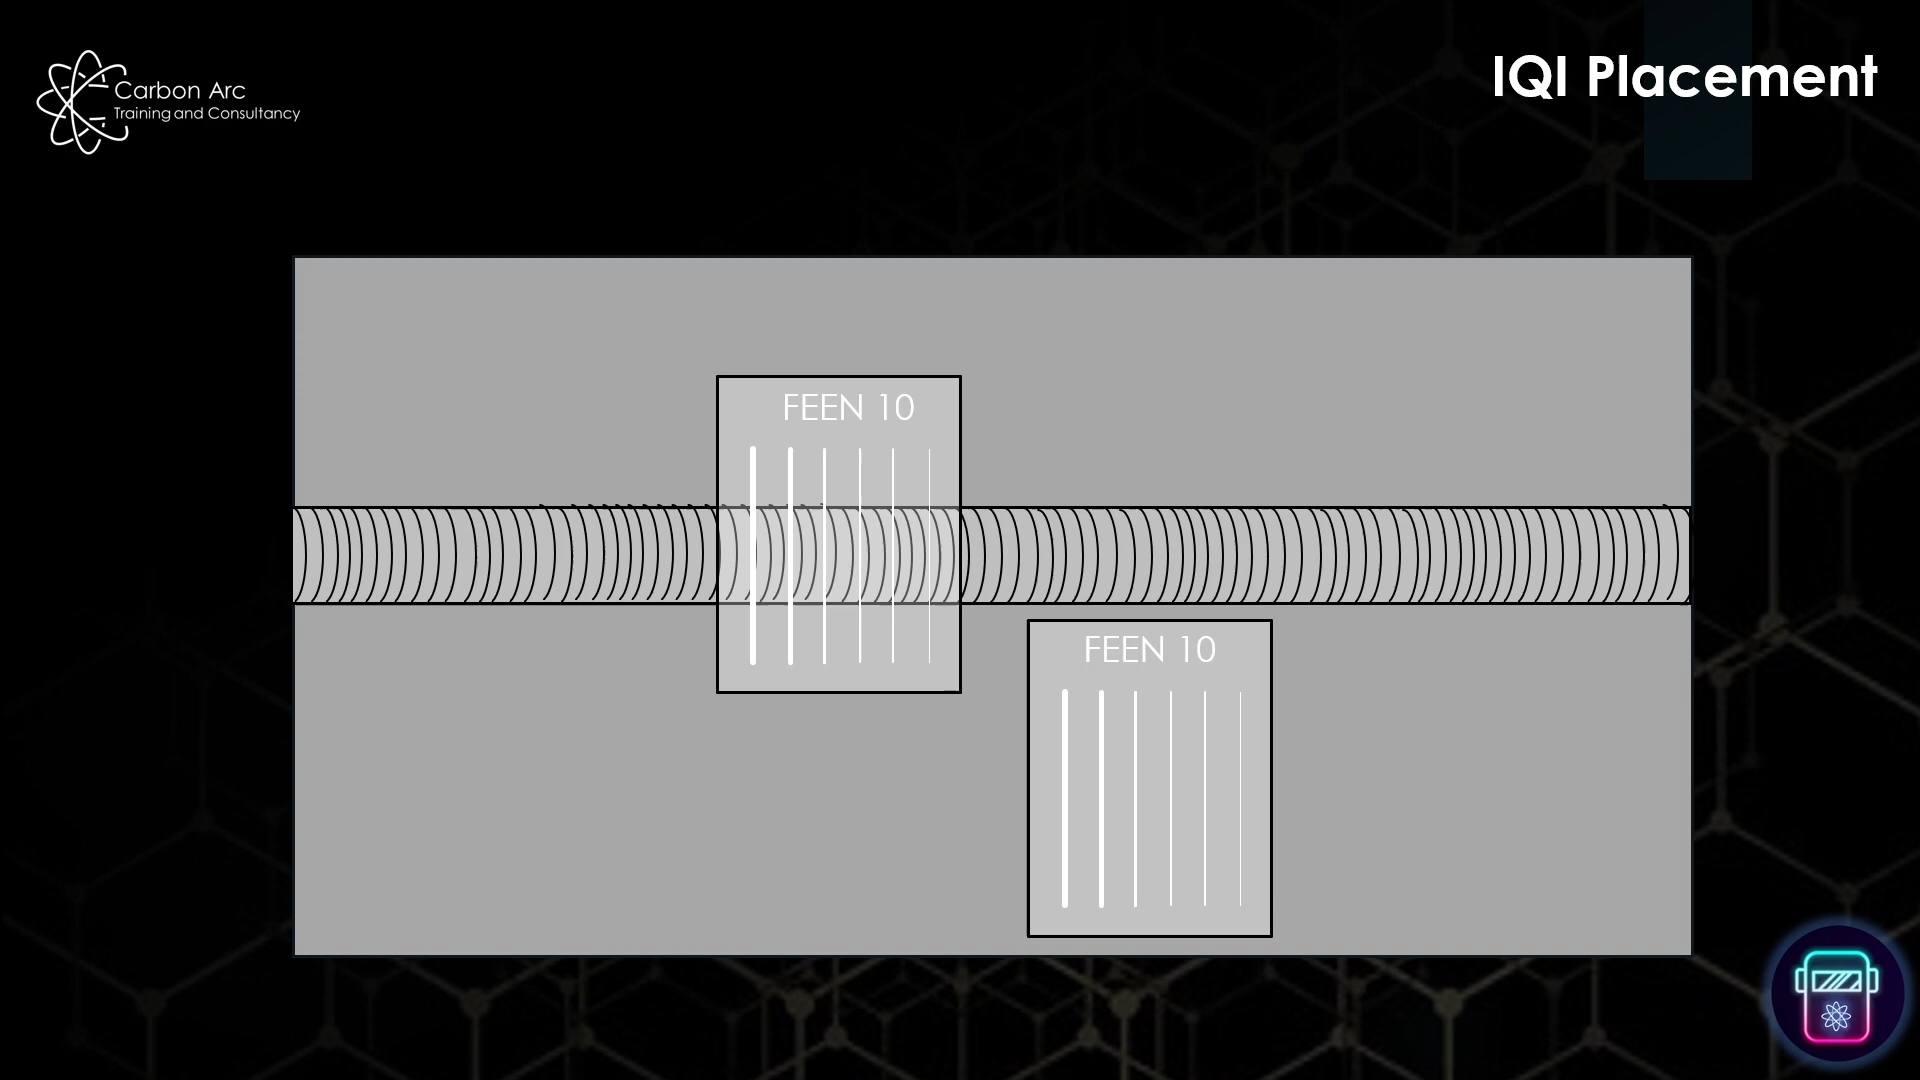 Carbon Arc
Training and Consultancy
IQI Placement
FEEN 10
FEEN 10